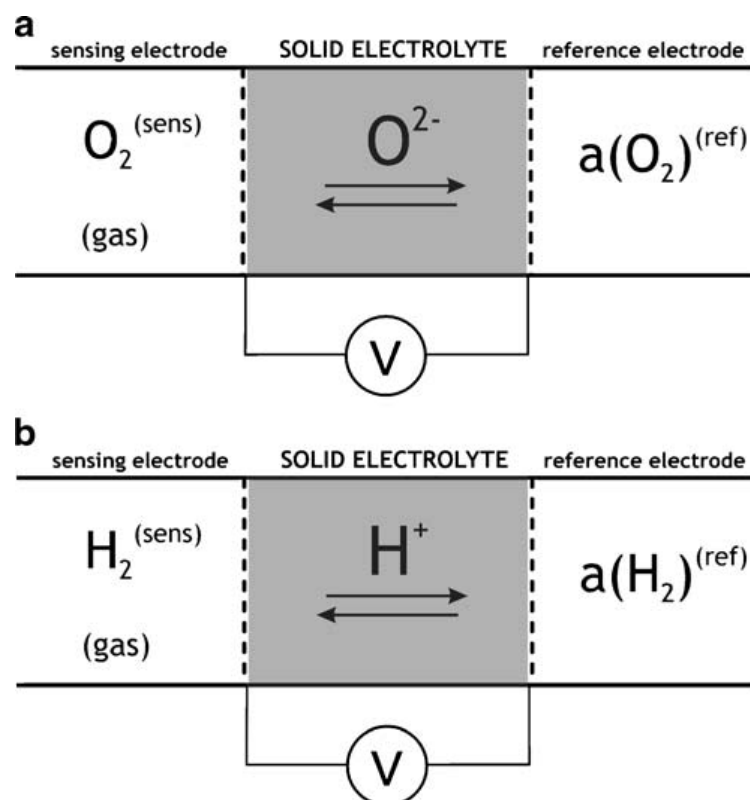 a
sensing electrode SOLID ELECTROLYTE reference electrode
O₂(sens) O²⁻ a(O₂)(ref)
(gas)
V
b
sensing electrode SOLID ELECTROLYTE reference electrode
H₂(sens) H⁺ a(H₂)(ref)
(gas)
V